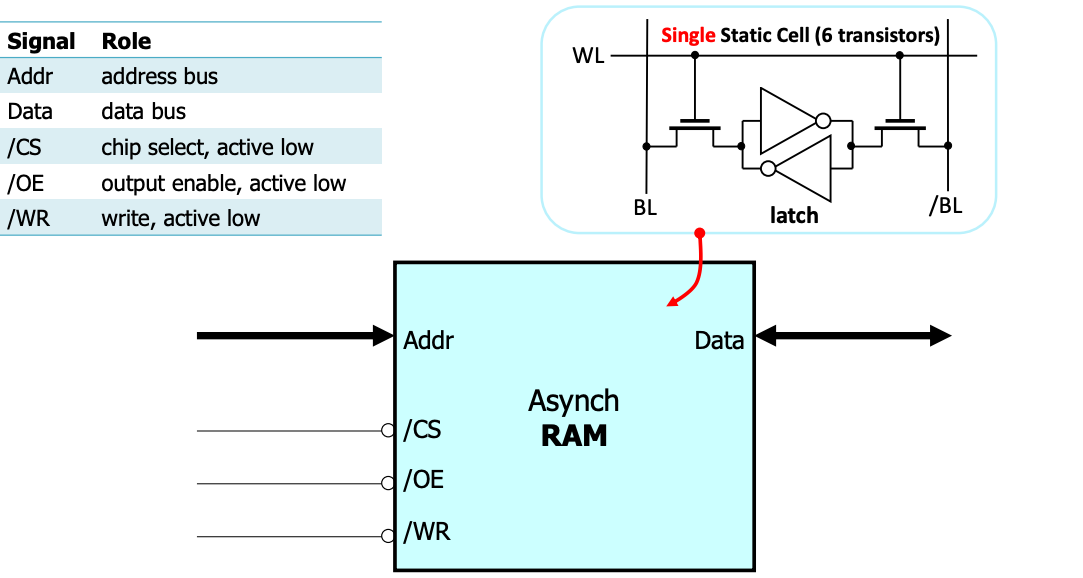 Signal Role
Addr address bus
Data data bus
/CS chip select, active low
/OE output enable, active low
/WR write, active low
Single Static Cell (6 transistors)
WL
BL
latch
/BL
Addr
Data
Asynch
RAM
/CS
/OE
/WR